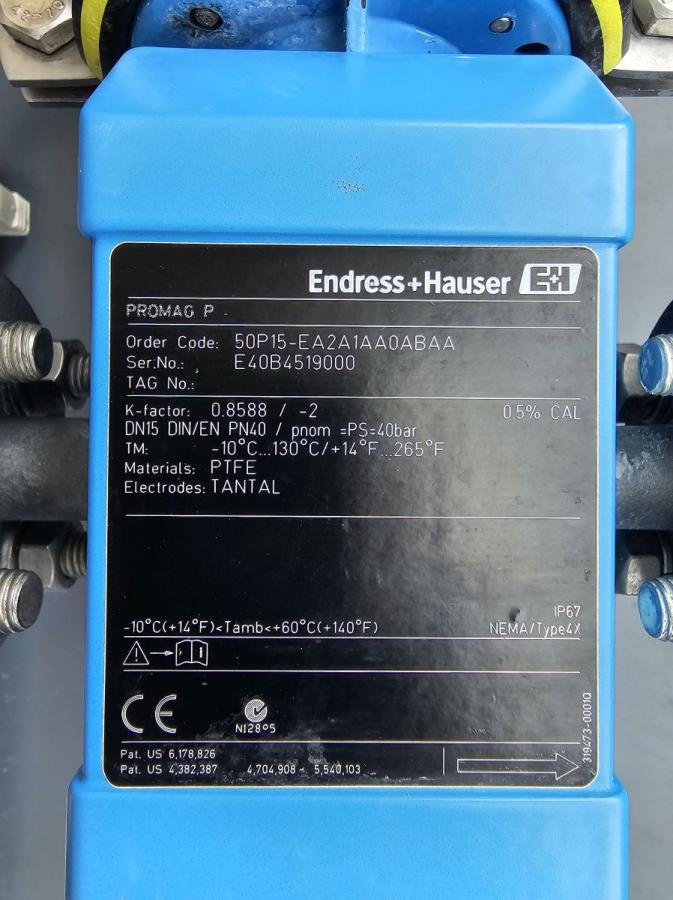 Endress+Hauser E+H
PROMAG P
Order Code: 50P15-EA2A1AA0ABAA
Ser.No.: E40B4519000
TAG No.:
K-factor: 0.8588 / -2 0.5% CAL
DN15 DIN/EN PN40 / pnom =PS=40bar
TM: -10°C...130°C/+14°F...265°F
Materials: PTFE
Electrodes: TANTAL
IP67
-10°C(+14°F)<Tamb<+60°C(+140°F) NEMA/Type4X
CE
N12895
Pat. US 6,178,826
Pat. US 4,382,387 4,704,908 - 5,540,103
319473-0001Q